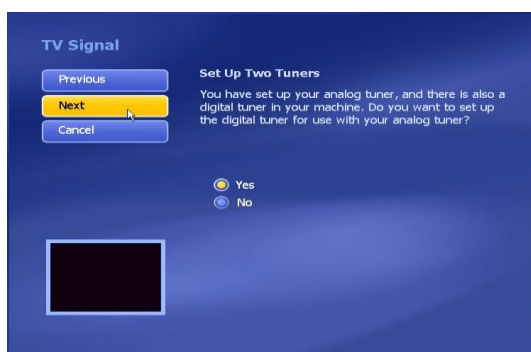 TV Signal
Previous
Next
Cancel
Set Up Two Tuners
You have set up your analog tuner, and there is also a
digital tuner in your machine. Do you want to set up
the digital tuner for use with your analog tuner?
Yes
No